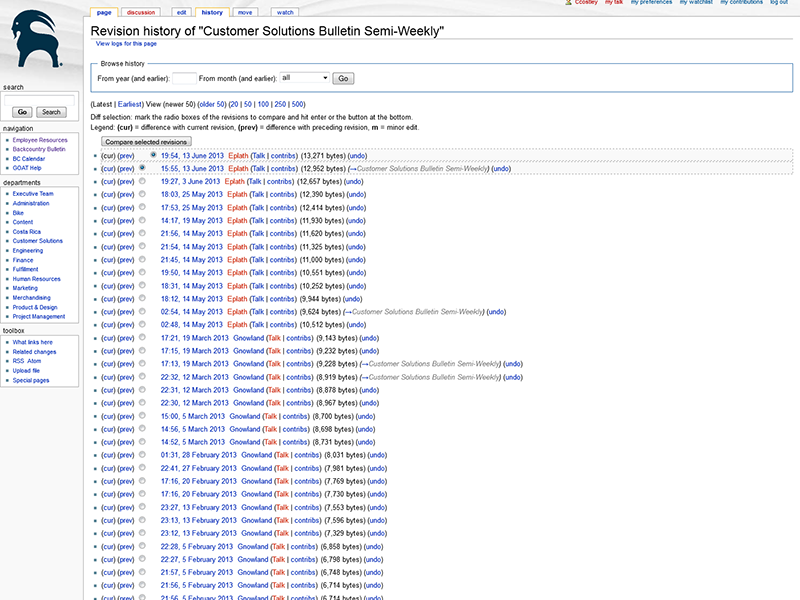 page discussion edit history move watch
Ccostley my talk my preferences my watchlist my contributions log out
Revision history of "Customer Solutions Bulletin Semi-Weekly"
View logs for this page
Browse history
From year (and earlier): From month (and earlier): all Go
(Latest | Earliest) View (newer 50) (older 50) (20 | 50 | 100 | 250 | 500)
Diff selection: mark the radio boxes of the revisions to compare and hit enter or the button at the bottom.
Legend: (cur) = difference with current revision, (prev) = difference with preceding revision, m = minor edit.
Compare selected revisions
(cur) (prev) 19:54, 13 June 2013 Eplath (Talk | contribs) (13,271 bytes) (undo)
(cur) (prev) 15:55, 13 June 2013 Eplath (Talk | contribs) (12,952 bytes) (→Customer Solutions Bulletin Semi-Weekly) (undo)
(cur) (prev) 19:27, 3 June 2013 Eplath (Talk | contribs) (12,657 bytes) (undo)
(cur) (prev) 18:03, 25 May 2013 Eplath (Talk | contribs) (12,390 bytes) (undo)
(cur) (prev) 17:53, 25 May 2013 Eplath (Talk | contribs) (12,414 bytes) (undo)
(cur) (prev) 14:17, 19 May 2013 Eplath (Talk | contribs) (11,930 bytes) (undo)
(cur) (prev) 21:56, 14 May 2013 Eplath (Talk | contribs) (11,620 bytes) (undo)
(cur) (prev) 21:54, 14 May 2013 Eplath (Talk | contribs) (11,325 bytes) (undo)
(cur) (prev) 21:45, 14 May 2013 Eplath (Talk | contribs) (11,000 bytes) (undo)
(cur) (prev) 19:50, 14 May 2013 Eplath (Talk | contribs) (10,551 bytes) (undo)
(cur) (prev) 18:31, 14 May 2013 Eplath (Talk | contribs) (10,252 bytes) (undo)
(cur) (prev) 18:12, 14 May 2013 Eplath (Talk | contribs) (9,944 bytes) (undo)
(cur) (prev) 02:54, 14 May 2013 Eplath (Talk | contribs) (9,624 bytes) (→Customer Solutions Bulletin Semi-Weekly) (undo)
(cur) (prev) 02:48, 14 May 2013 Eplath (Talk | contribs) (10,512 bytes) (undo)
(cur) (prev) 17:21, 19 March 2013 Gnowland (Talk | contribs) (9,143 bytes) (undo)
(cur) (prev) 17:15, 19 March 2013 Gnowland (Talk | contribs) (9,232 bytes) (undo)
(cur) (prev) 17:13, 19 March 2013 Gnowland (Talk | contribs) (9,228 bytes) (→Customer Solutions Bulletin Semi-Weekly) (undo)
(cur) (prev) 22:32, 12 March 2013 Gnowland (Talk | contribs) (8,919 bytes) (→Customer Solutions Bulletin Semi-Weekly) (undo)
(cur) (prev) 22:31, 12 March 2013 Gnowland (Talk | contribs) (8,878 bytes) (undo)
(cur) (prev) 22:30, 12 March 2013 Gnowland (Talk | contribs) (8,967 bytes) (undo)
(cur) (prev) 15:00, 5 March 2013 Gnowland (Talk | contribs) (8,700 bytes) (undo)
(cur) (prev) 14:56, 5 March 2013 Gnowland (Talk | contribs) (8,698 bytes) (undo)
(cur) (prev) 14:52, 5 March 2013 Gnowland (Talk | contribs) (8,731 bytes) (undo)
(cur) (prev) 01:31, 28 February 2013 Gnowland (Talk | contribs) (8,031 bytes) (undo)
(cur) (prev) 22:41, 27 February 2013 Gnowland (Talk | contribs) (7,981 bytes) (undo)
(cur) (prev) 17:16, 20 February 2013 Gnowland (Talk | contribs) (7,769 bytes) (undo)
(cur) (prev) 17:16, 20 February 2013 Gnowland (Talk | contribs) (7,730 bytes) (undo)
(cur) (prev) 23:27, 13 February 2013 Gnowland (Talk | contribs) (7,553 bytes) (undo)
(cur) (prev) 23:13, 13 February 2013 Gnowland (Talk | contribs) (7,596 bytes) (undo)
(cur) (prev) 23:12, 13 February 2013 Gnowland (Talk | contribs) (7,329 bytes) (undo)
(cur) (prev) 22:28, 5 February 2013 Gnowland (Talk | contribs) (6,858 bytes) (undo)
(cur) (prev) 22:27, 5 February 2013 Gnowland (Talk | contribs) (6,798 bytes) (undo)
(cur) (prev) 21:57, 5 February 2013 Gnowland (Talk | contribs) (6,748 bytes) (undo)
(cur) (prev) 21:56, 5 February 2013 Gnowland (Talk | contribs) (6,714 bytes) (undo)
(cur) (prev) 21:56, 5 February 2013 Gnowland (Talk | contribs) (6,714 bytes) (undo)
search
Go Search
navigation
Employee Resources
Backcountry Bulletin
BC Calendar
GOAT Help
departments
Executive Team
Administration
Bike
Content
Costa Rica
Customer Solutions
Engineering
Finance
Fulfillment
Human Resources
Marketing
Merchandising
Product & Design
Project Management
toolbox
What links here
Related changes
RSS Atom
Upload file
Special pages